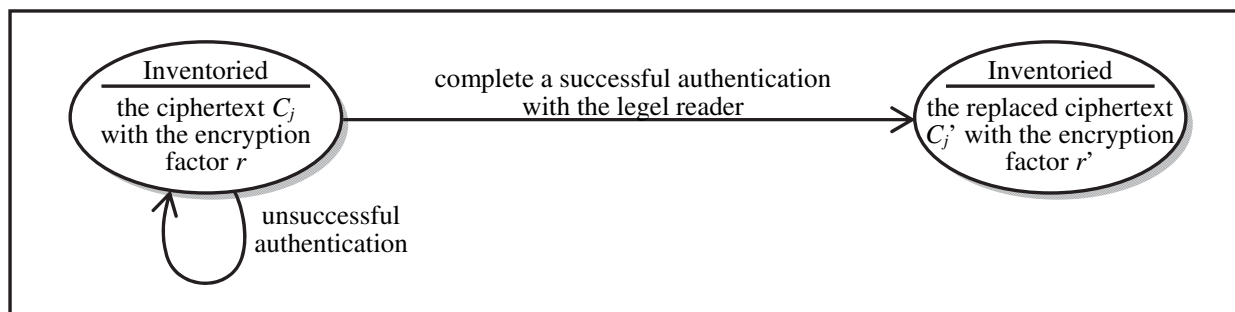 Inventoried
the ciphertext Cj
with the encryption
factor r
complete a successful authentication
with the legel reader
Inventoried
the replaced ciphertext
Cj’ with the encryption
factor r’
unsuccessful
authentication